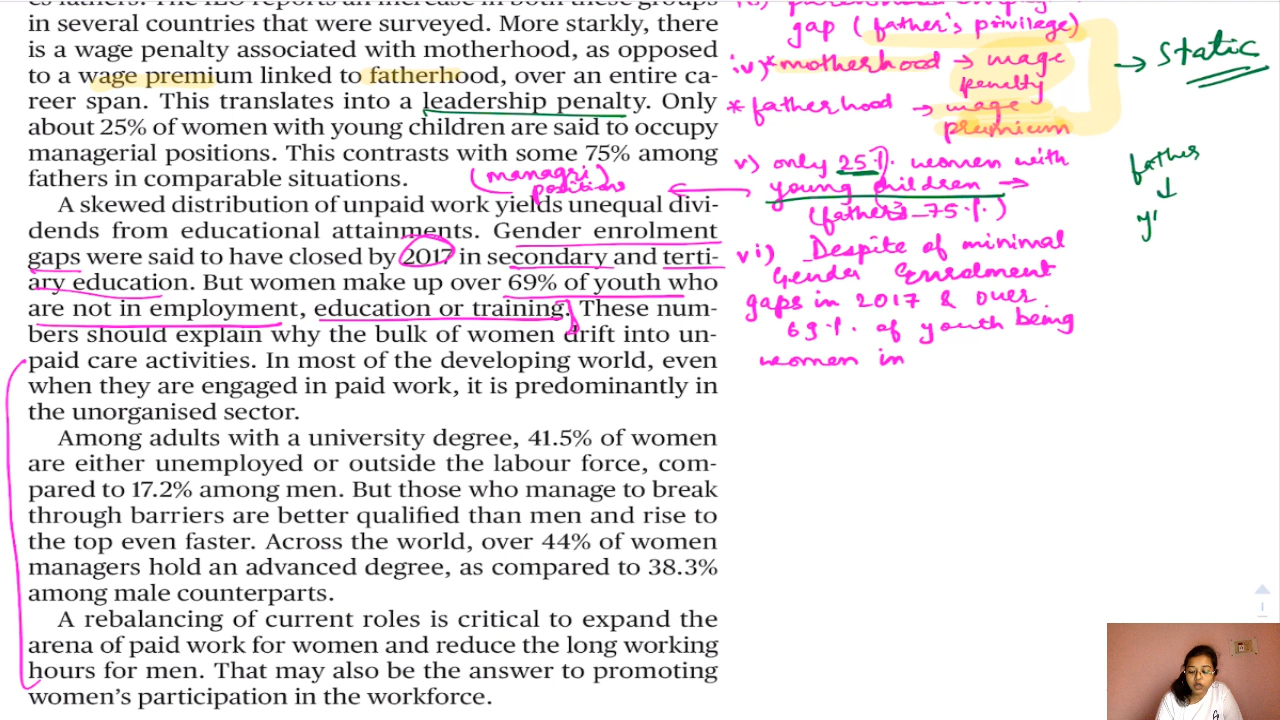 in several countries that were surveyed. More starkly, there
is a wage penalty associated with motherhood, as opposed
to a wage premium linked to fatherhood, over an entire ca-
reer span. This translates into a leadership penalty. Only
about 25% of women with young children are said to occupy
managerial positions. This contrasts with some 75% among
fathers in comparable situations.
A skewed distribution of unpaid work yields unequal divi-
dends from educational attainments. Gender enrolment
gaps were said to have closed by 2017 in secondary and terti-
ary education. But women make up over 69% of youth who
are not in employment, education or training. These num-
bers should explain why the bulk of women drift into un-
paid care activities. In most of the developing world, even
when they are engaged in paid work, it is predominantly in
the unorganised sector.
Among adults with a university degree, 41.5% of women
are either unemployed or outside the labour force, com-
pared to 17.2% among men. But those who manage to break
through barriers are better qualified than men and rise to
the top even faster. Across the world, over 44% of women
managers hold an advanced degree, as compared to 38.3%
among male counterparts.
A rebalancing of current roles is critical to expand the
arena of paid work for women and reduce the long working
hours for men. That may also be the answer to promoting
women's participation in the workforce.
gap (father's privilege)
iv)*motherhood → wage
penalty
* fatherhood → wage
premium
→ Static
v) only 25%. women with
young children →
(father's 75%.)
(managri)
positions
father
↓
vi) Despite of minimal
Gender Enrolment
gaps in 2017 & over
69%. of youth being
women in